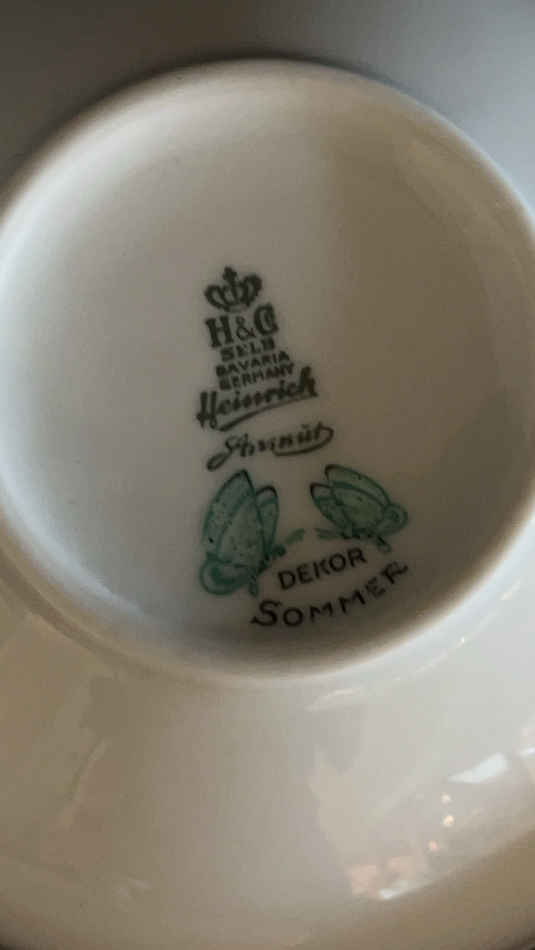 H&C
SELB
BAVARIA
GERMANY
Heinrich
Anmut
DEKOR
SOMMER